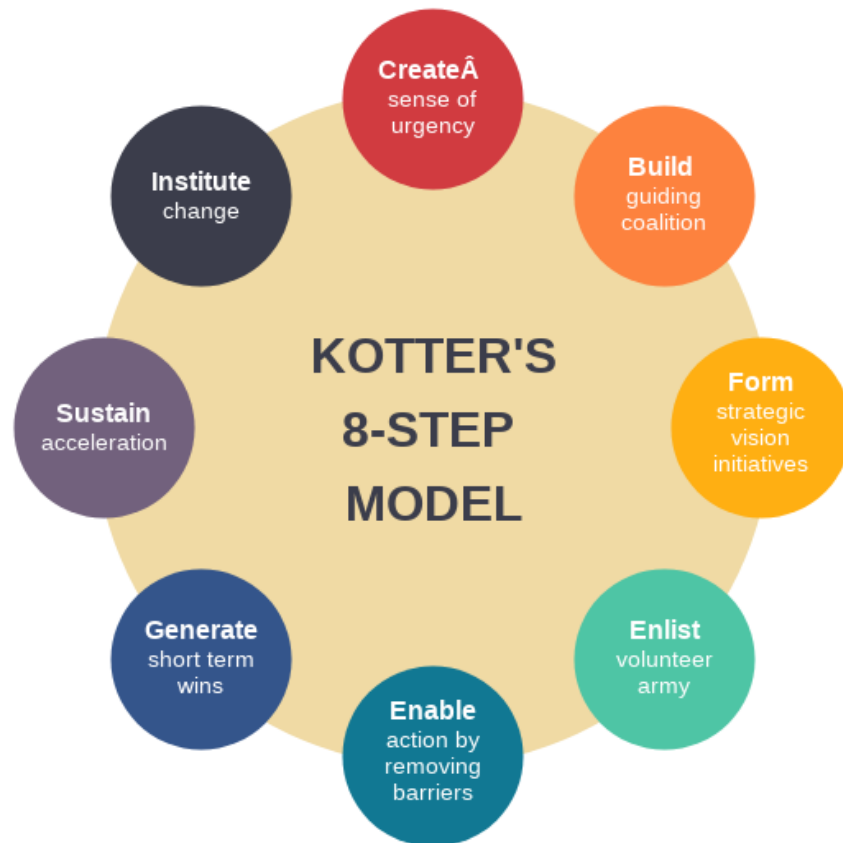 CreateÂ
sense of
urgency
Build
guiding
coalition
Form
strategic
vision
initiatives
Enlist
volunteer
army
Enable
action by
removing
barriers
Generate
short term
wins
Sustain
acceleration
Institute
change
KOTTER'S
8-STEP
MODEL